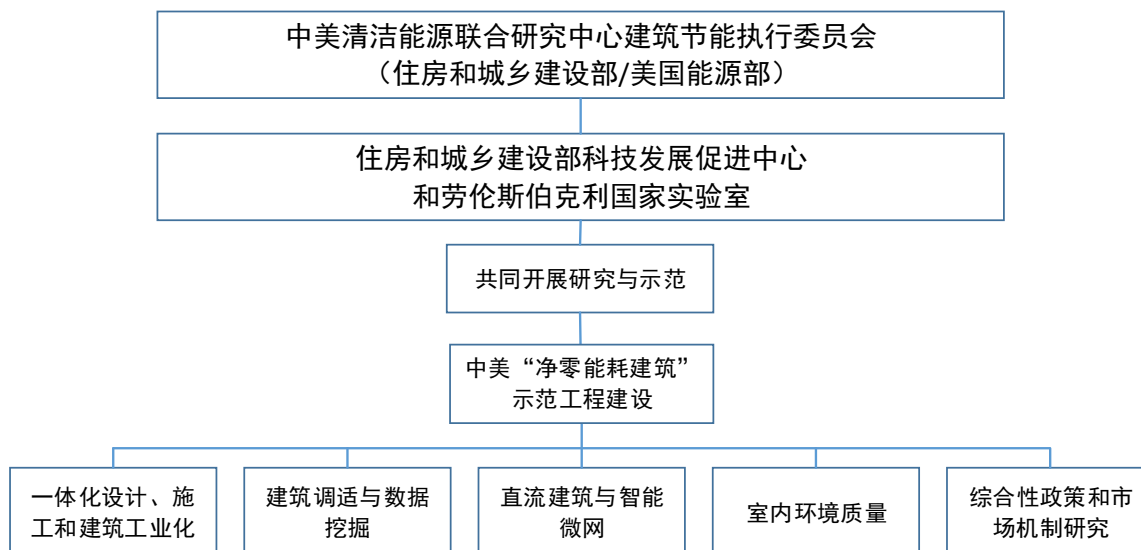 中美清洁能源联合研究中心建筑节能执行委员会
（住房和城乡建设部/美国能源部）
住房和城乡建设部科技发展促进中心
和劳伦斯伯克利国家实验室
共同开展研究与示范
中美“净零能耗建筑”
示范工程建设
一体化设计、施
工和建筑工业化
建筑调适与数据
挖掘
直流建筑与智能
微网
室内环境质量
综合性政策和市
场机制研究